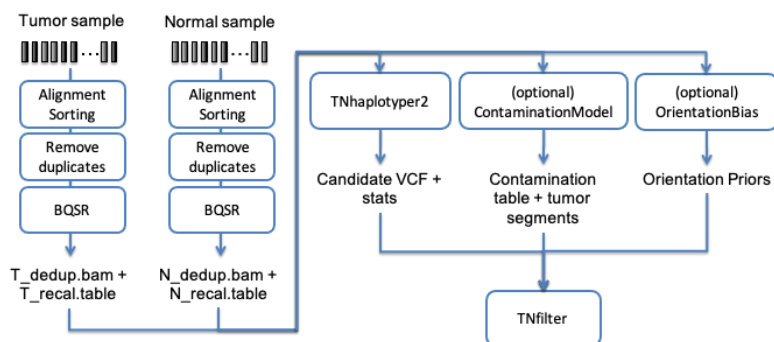 Tumor sample
Normal sample
Alignment
Sorting
Remove
duplicates
BQSR
T_dedup.bam +
T_recal.table
Alignment
Sorting
Remove
duplicates
BQSR
N_dedup.bam +
N_recal.table
TNhaplotyper2
Candidate VCF +
stats
(optional)
ContaminationModel
Contamination
table + tumor
segments
(optional)
OrientationBias
Orientation Priors
TNfilter